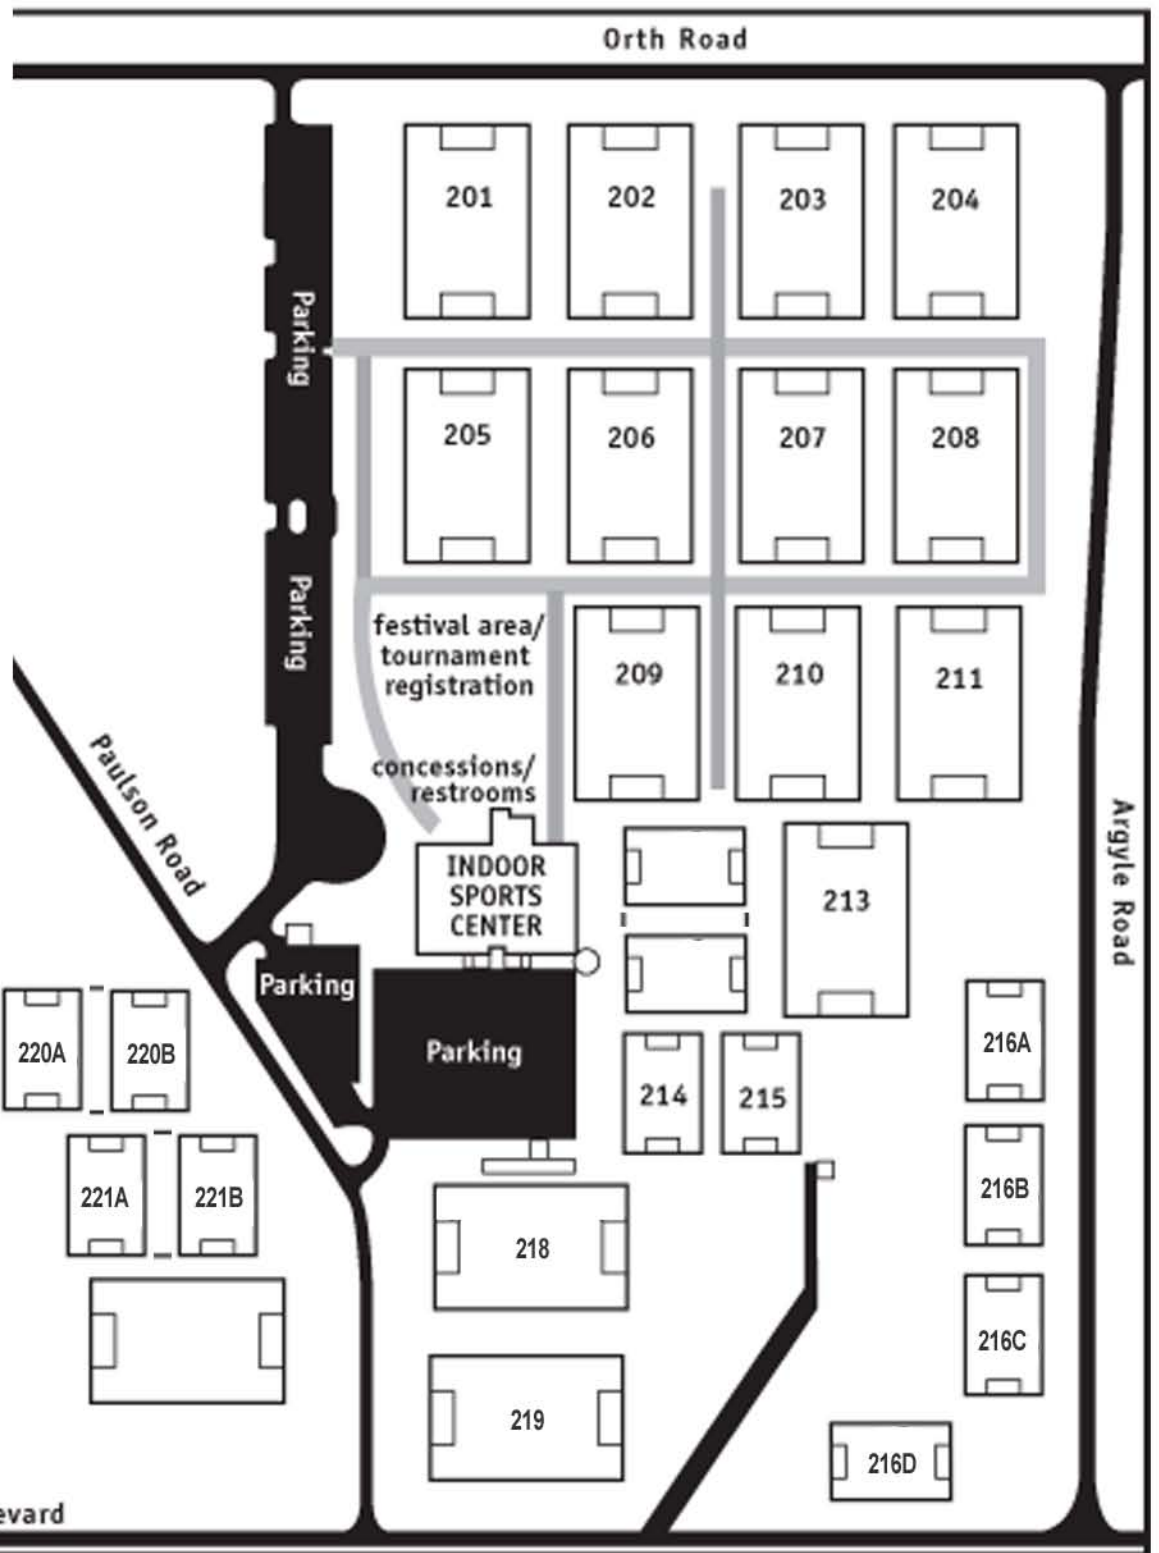 Orth Road
201
202
203
204
Parking
205
206
207
208
Parking
festival area/
tournament
registration
209
210
211
Paulson Road
concessions/
restrooms
Argyle Road
INDOOR
SPORTS
CENTER
213
Parking
Parking
220A
220B
214
215
216A
221A
221B
216B
218
216C
219
216D
evard